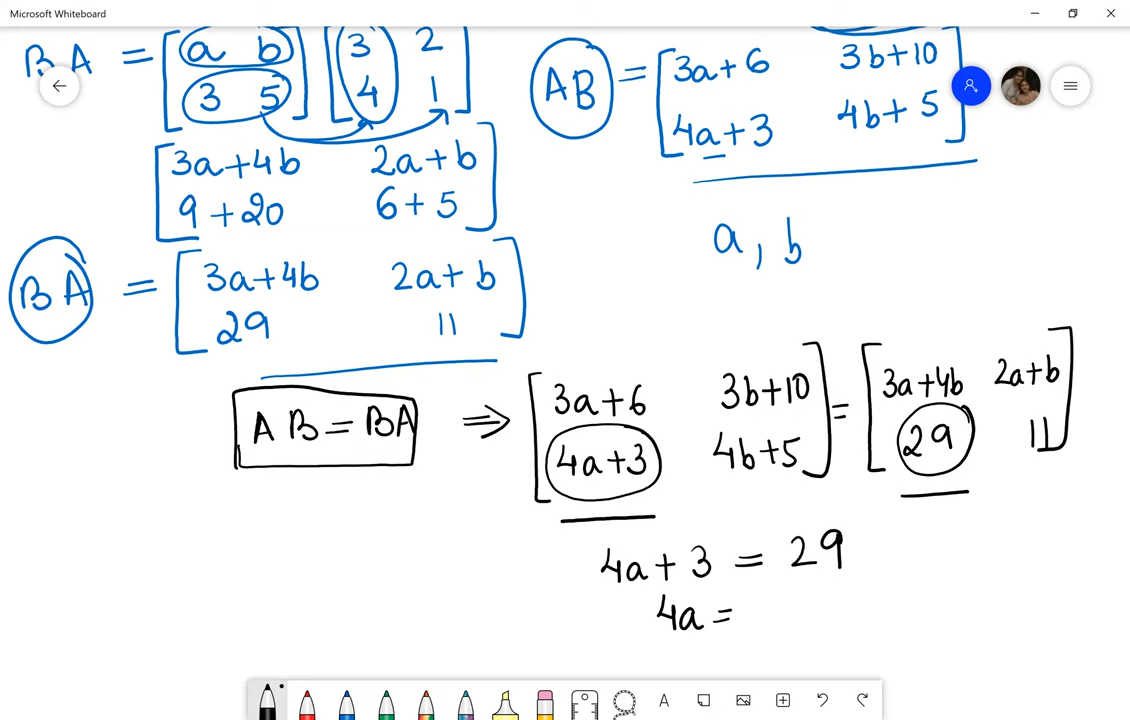 Microsoft Whiteboard
BA = [a b] [3 2]
[3 5] [4 1]
[3a+4b 2a+b]
[9+20 6+5]
BA = [3a+4b 2a+b]
[29 11]
AB = [3a+6 3b+10]
[4a+3 4b+5]
a, b
AB = BA ⇒ [3a+6 3b+10] = [3a+4b 2a+b]
[4a+3 4b+5] [29 11]
4a+3 = 29
4a =
A